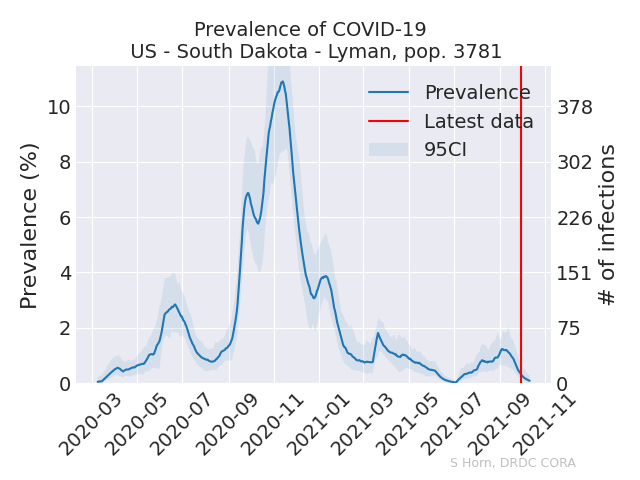 Prevalence of COVID-19
US - South Dakota - Lyman, pop. 3781
Prevalence
Latest data
95CI
Prevalence (%)
10
8
6
4
2
0
378
302
226
151
75
0
# of infections
2020-03
2020-05
2020-07
2020-09
2020-11
2021-01
2021-03
2021-05
2021-07
2021-09
2021-11
S Horn, DRDC CORA